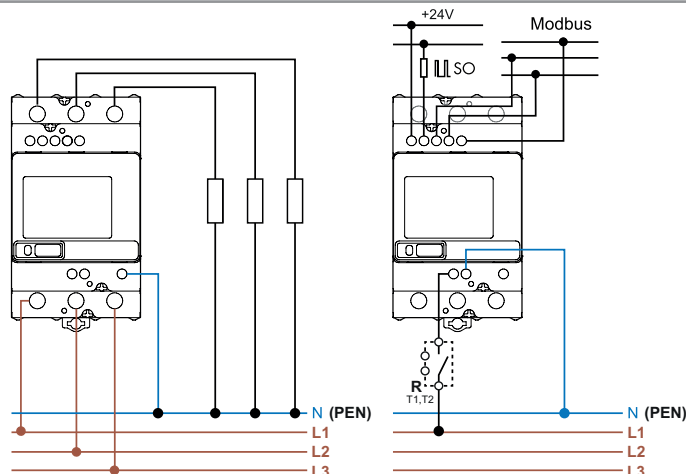 +24V
Modbus
SO
R
T1,T2
N (PEN)
L1
L2
L3
N (PEN)
L1
L2
L3